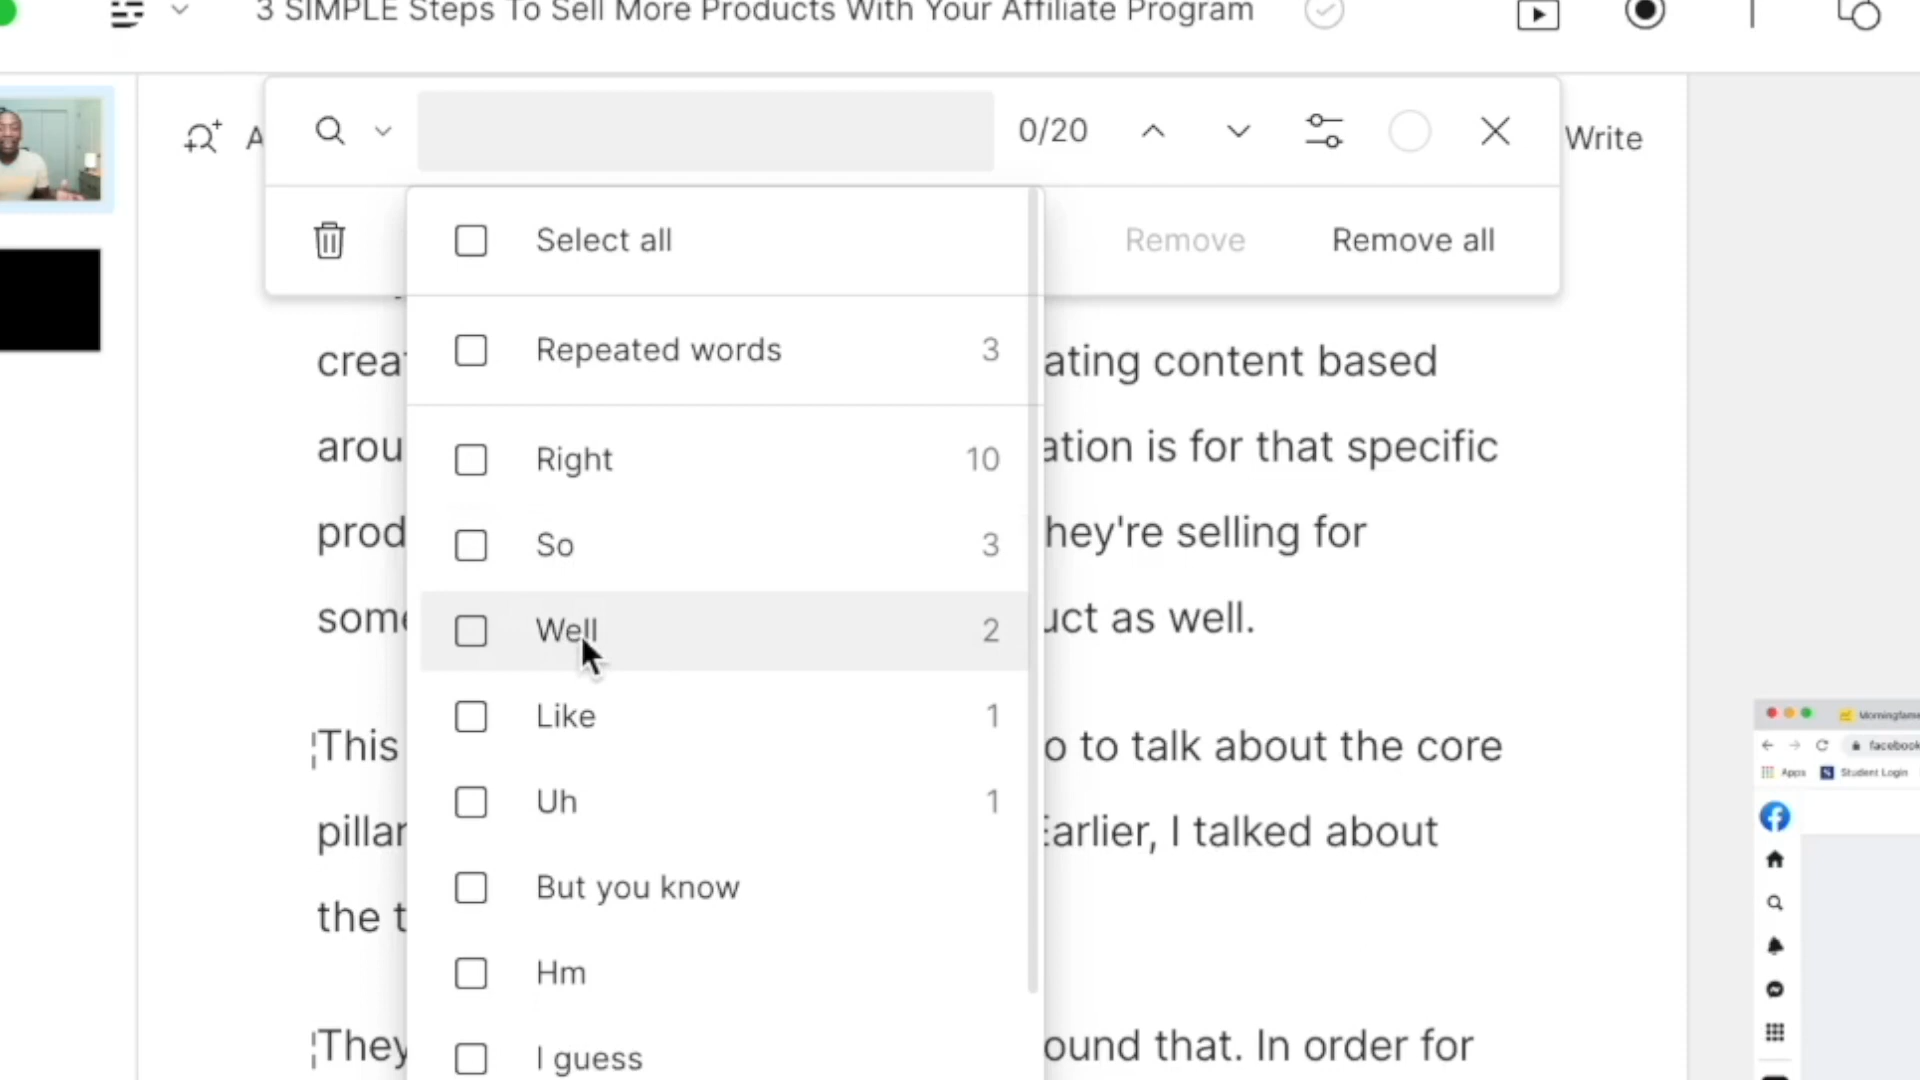 3 SIMPLE Steps To Sell More Products With Your Affiliate Program
A
0/20
Write
Select all
Remove
Remove all
Repeated words 3
ating content based
arou
Right 10
ation is for that specific
prod
So 3
hey're selling for
Well 2
uct as well.
Like 1
This
o to talk about the core
Uh 1
pillar
Earlier, I talked about
But you know
the t
Hm
They
ound that. In order for
I guess
Morningfame
facebook
Apps
Student Login